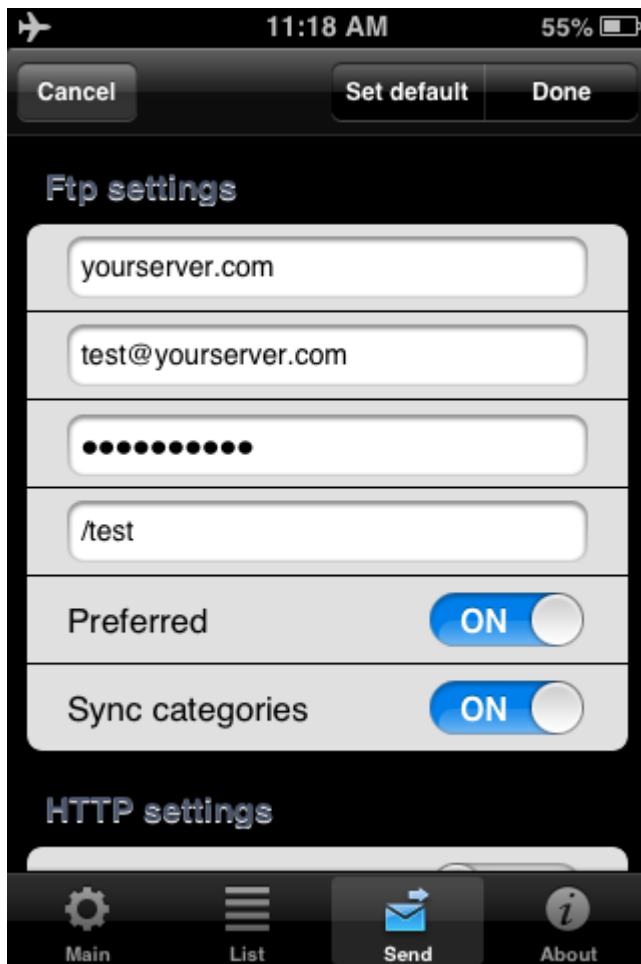 11:18 AM 55%
Cancel Set default Done
Ftp settings
yourserver.com
test@yourserver.com
••••••••••
/test
Preferred ON
Sync categories ON
HTTP settings
Main List Send About